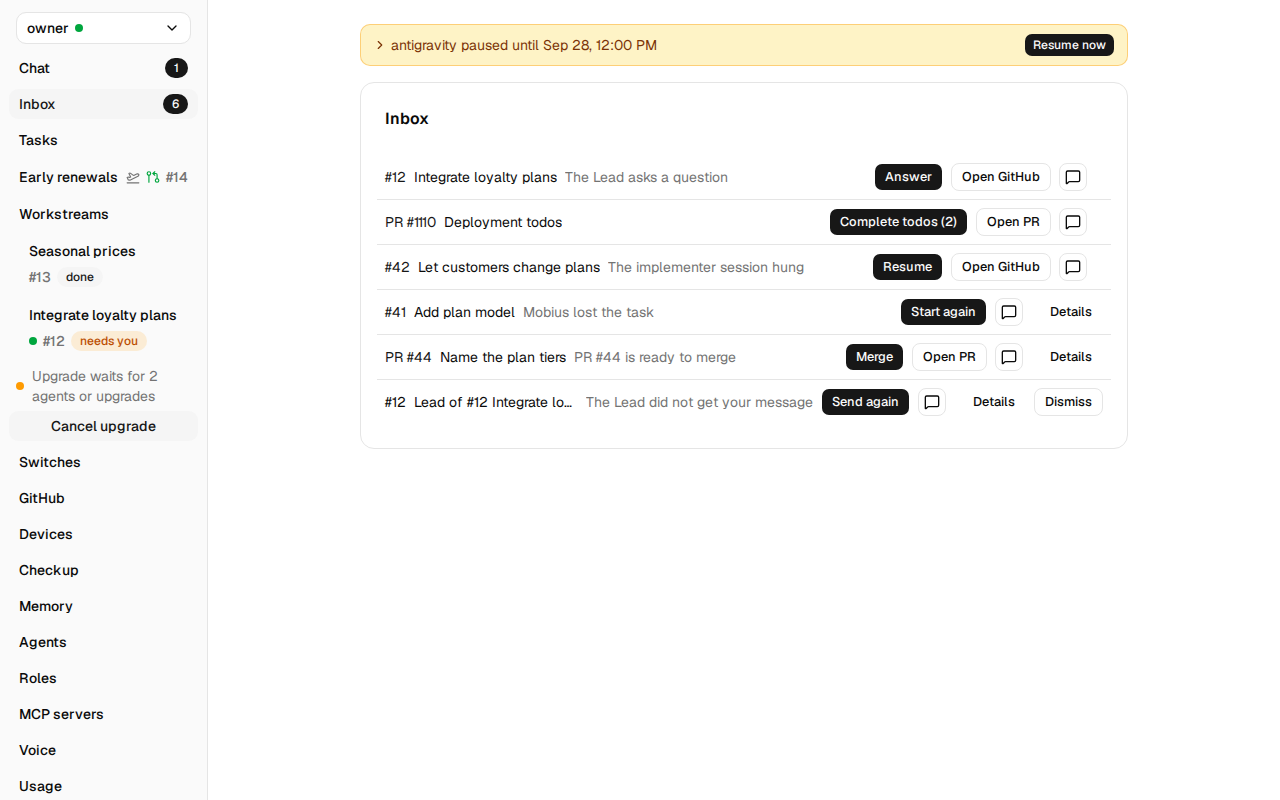 owner
Chat 1
Inbox 6
Tasks
Early renewals #14
Workstreams
Seasonal prices
#13 done
Integrate loyalty plans
#12 needs you
Upgrade waits for 2
agents or upgrades
Cancel upgrade
Switches
GitHub
Devices
Checkup
Memory
Agents
Roles
MCP servers
Voice
Usage
antigravity paused until Sep 28, 12:00 PM Resume now
Inbox
#12 Integrate loyalty plans The Lead asks a question Answer Open GitHub
PR #1110 Deployment todos Complete todos (2) Open PR
#42 Let customers change plans The implementer session hung Resume Open GitHub
#41 Add plan model Mobius lost the task Start again Details
PR #44 Name the plan tiers PR #44 is ready to merge Merge Open PR Details
#12 Lead of #12 Integrate lo... The Lead did not get your message Send again Details Dismiss